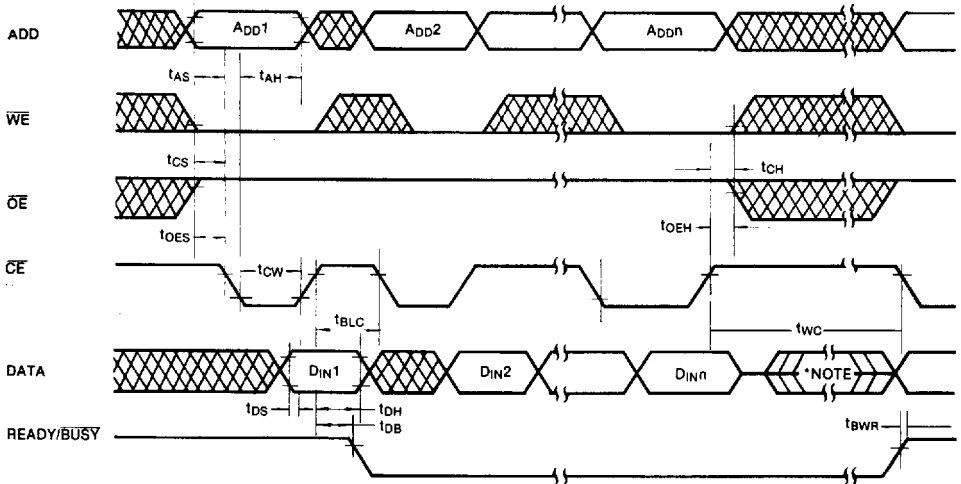 ADD
ADD1
ADD2
ADDn
tAS
tAH
WE
tCS
tCH
OE
tOES
tOEH
CE
tCW
tBLC
tWC
DATA
DIN1
DIN2
DINn
*NOTE
tDS
tDH
tDB
tBWR
READY/BUSY